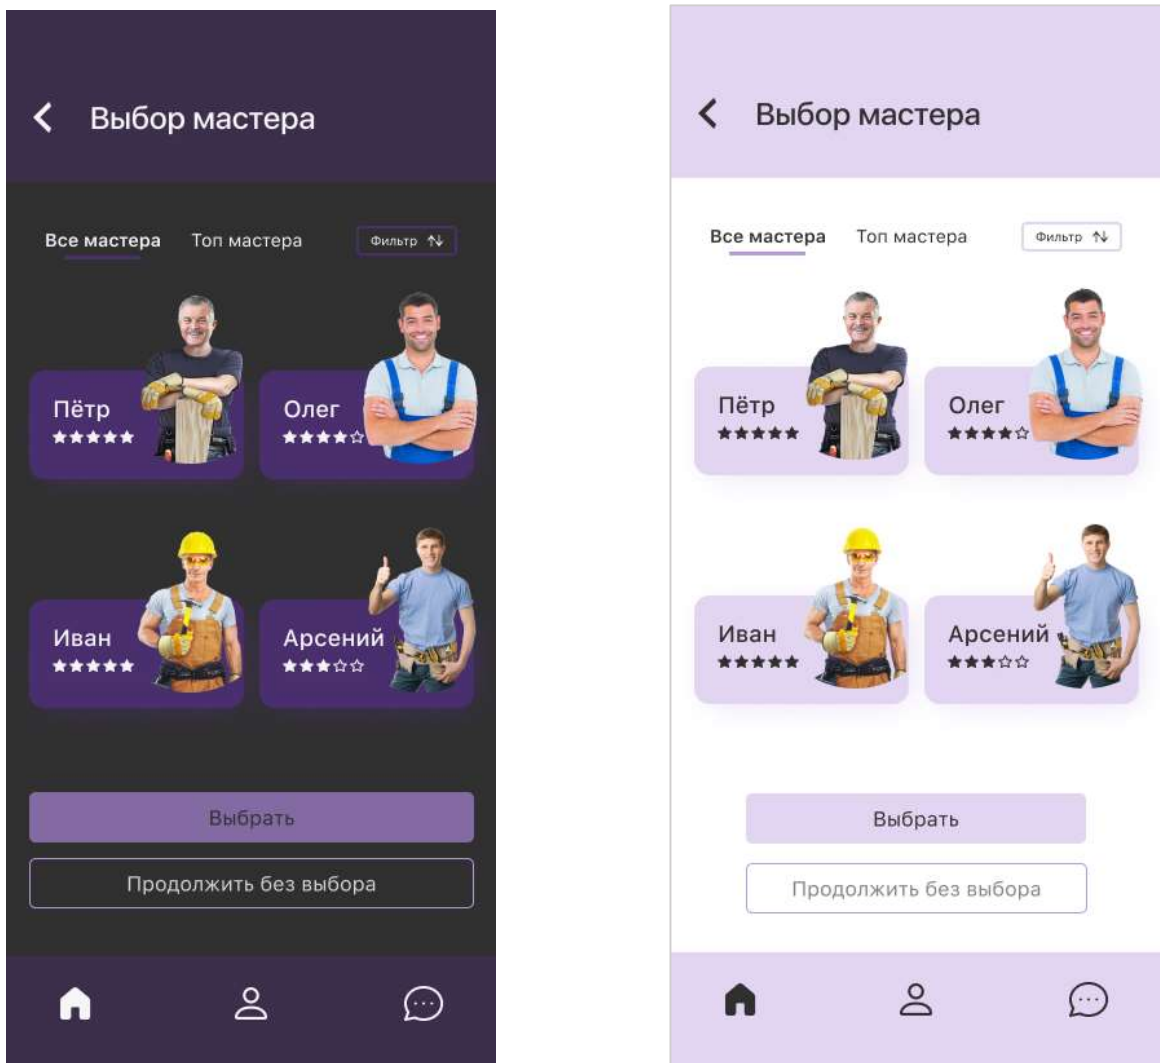 Выбор мастера
Все мастера Топ мастера Фильтр
Пётр Олег
Иван Арсений
Выбрать
Продолжить без выбора
Выбор мастера
Все мастера Топ мастера Фильтр
Пётр Олег
Иван Арсений
Выбрать
Продолжить без выбора